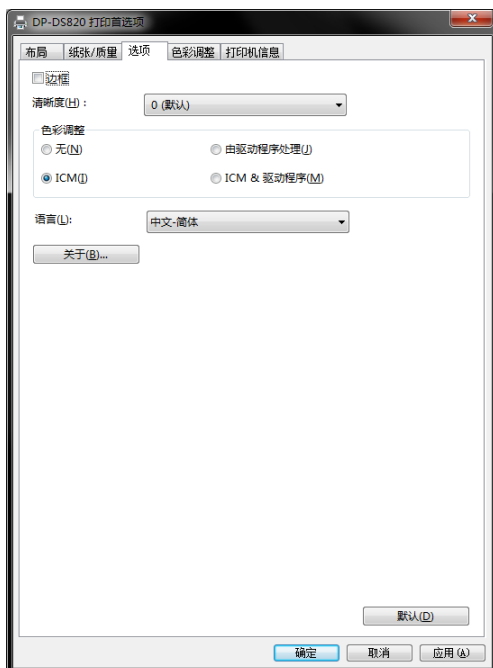 DP-DS820 打印首选项
布局 纸张/质量 选项 色彩调整 打印机信息
边框
清晰度(H)： 0 (默认)
色彩调整
无(N) 由驱动程序处理(J)
ICM(I) ICM & 驱动程序(M)
语言(L): 中文-简体
关于(B)...
默认(D)
确定 取消 应用(A)